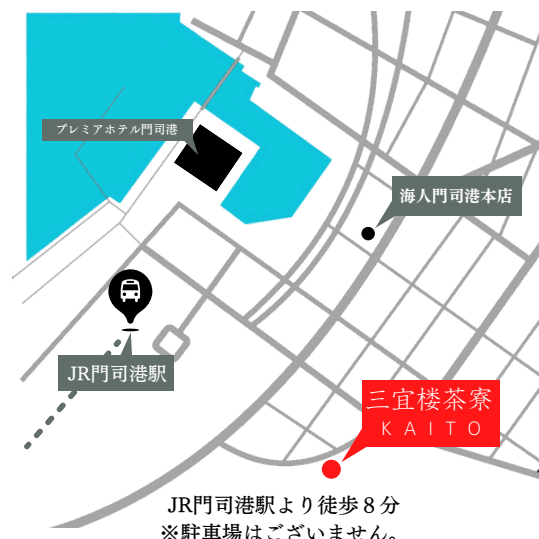 プレミアホテル門司港
海人門司港本店
JR門司港駅
三宜楼茶寮
KAITO
JR門司港駅より徒歩８分
※駐車場はございません。